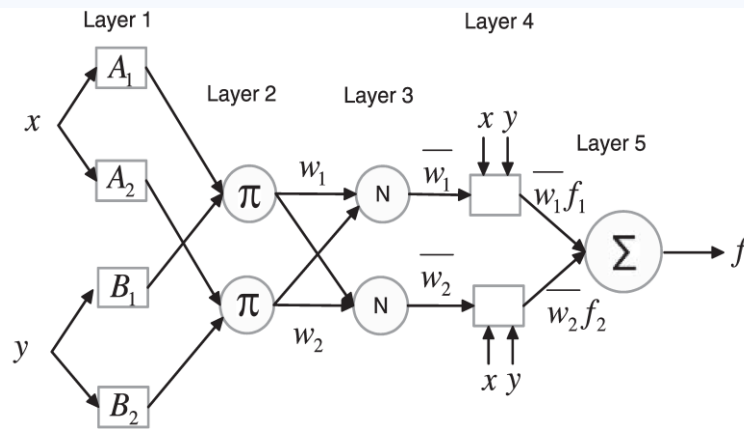 Layer 1
Layer 4
A₁
Layer 2
Layer 3
x
x y
Layer 5
A₂
w₁
w̅₁
w̅₁f₁
π
N
Σ
f
B₁
π
N
w̅₂
w̅₂f₂
w₂
y
x y
B₂